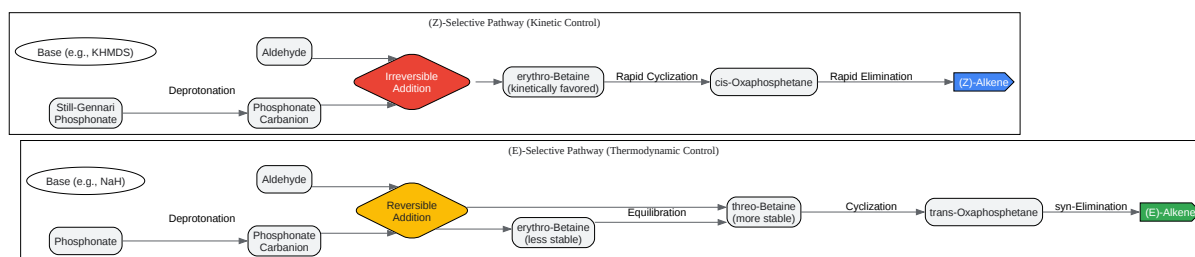 (Z)-Selective Pathway (Kinetic Control)
Base (e.g., KHMDS)
Aldehyde
Deprotonation
Still-Gennari
Phosphonate
Phosphonate
Carbanion
Irreversible
Addition
erythro-Betaine
(kinetically favored)
Rapid Cyclization
cis-Oxaphosphetane
Rapid Elimination
(Z)-Alkene
(E)-Selective Pathway (Thermodynamic Control)
Base (e.g., NaH)
Aldehyde
Deprotonation
Phosphonate
Phosphonate
Carbanion
Reversible
Addition
erythro-Betaine
(less stable)
Equilibration
threo-Betaine
(more stable)
Cyclization
trans-Oxaphosphetane
syn-Elimination
(E)-Alkene